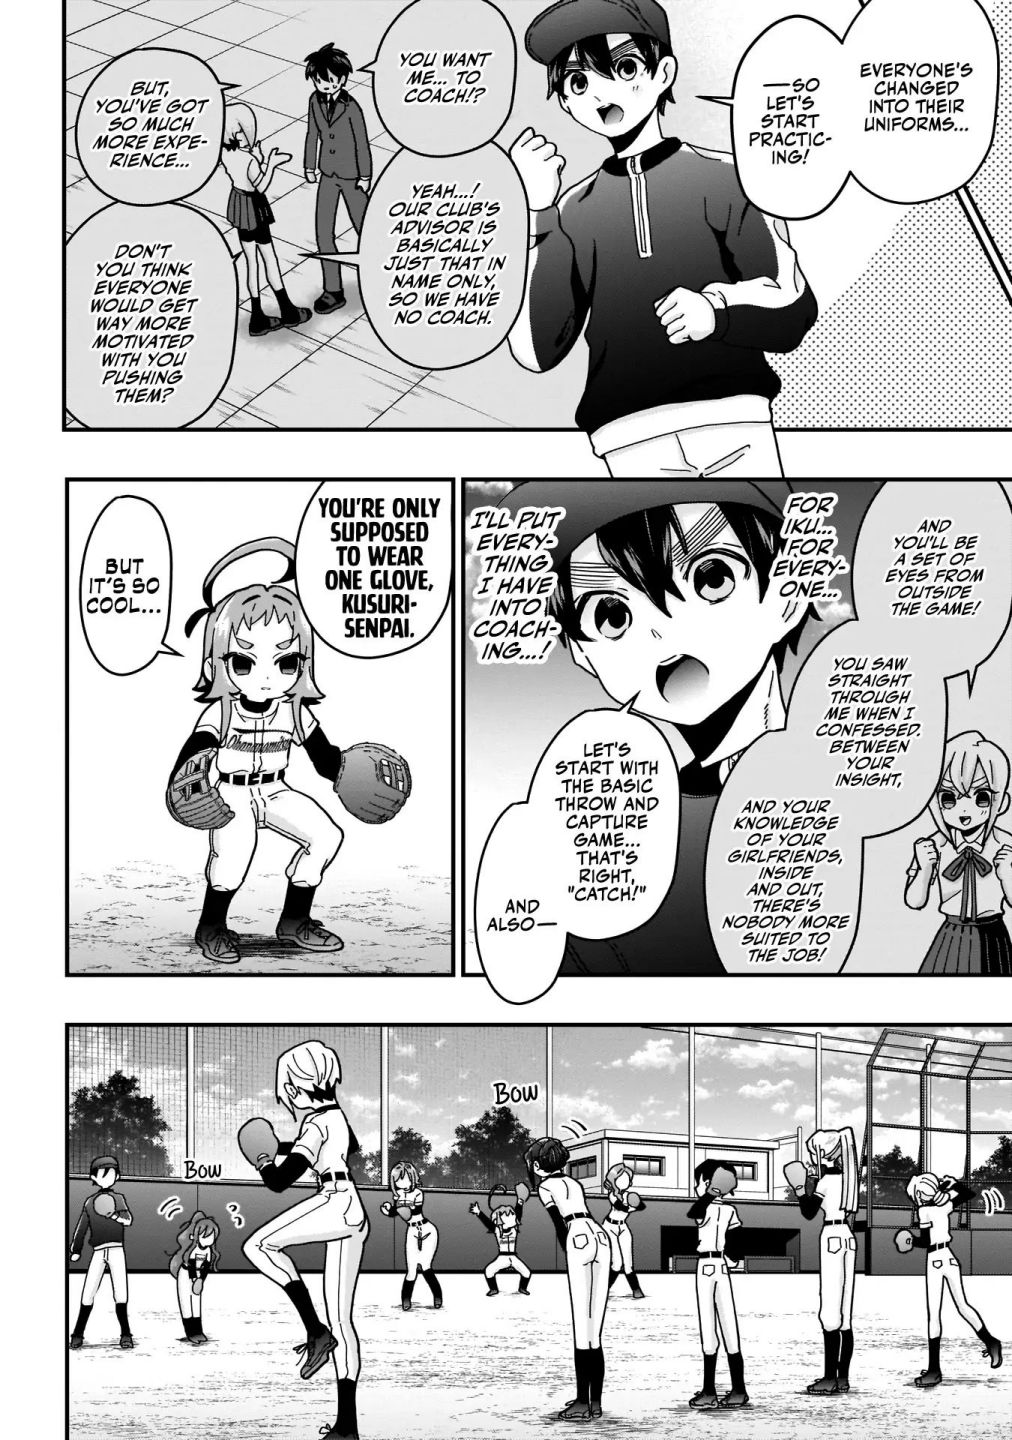 EVERYONE'S
CHANGED
INTO THEIR
UNIFORMS...
—SO
LET'S
START
PRACTIC-
ING!
YOU WANT
ME... TO
COACH!?
YEAH...!
OUR CLUB'S
ADVISOR IS
BASICALLY
JUST THAT IN
NAME ONLY,
SO WE HAVE
NO COACH.
BUT,
YOU'VE GOT
SO MUCH
MORE EXPE-
RIENCE...
DON'T
YOU THINK
EVERYONE
WOULD GET
WAY MORE
MOTIVATED
WITH YOU
PUSHING
THEM?
AND
YOU'LL BE
A SET OF
EYES FROM
OUTSIDE
THE GAME!
YOU SAW
STRAIGHT
THROUGH
ME WHEN I
CONFESSED.
BETWEEN
YOUR
INSIGHT,
AND YOUR
KNOWLEDGE
OF YOUR
GIRLFRIENDS,
INSIDE
AND OUT,
THERE'S
NOBODY MORE
SUITED TO
THE JOB!
FOR
IKU...
FOR
EVERY-
ONE...
I'LL PUT
EVERY-
THING
I HAVE
INTO
COACH-
ING...!
LET'S
START WITH
THE BASIC
THROW AND
CAPTURE
GAME...
THAT'S
RIGHT,
"CATCH!"
AND
ALSO—
YOU'RE ONLY
SUPPOSED
TO WEAR
ONE GLOVE,
KUSURI-
SENPAI.
BUT
IT'S SO
COOL...
Ohananomitsu
BOW
BOW